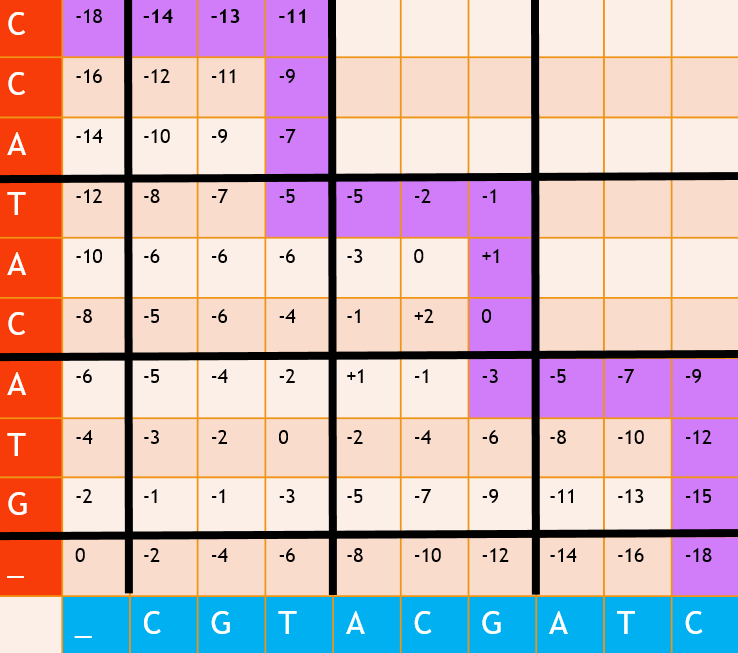 C -18 -14 -13 -11
C -16 -12 -11 -9
A -14 -10 -9 -7
T -12 -8 -7 -5 -5 -2 -1
A -10 -6 -6 -6 -3 0 +1
C -8 -5 -6 -4 -1 +2 0
A -6 -5 -4 -2 +1 -1 -3 -5 -7 -9
T -4 -3 -2 0 -2 -4 -6 -8 -10 -12
G -2 -1 -1 -3 -5 -7 -9 -11 -13 -15
_ 0 -2 -4 -6 -8 -10 -12 -14 -16 -18
_ C G T A C G A T C